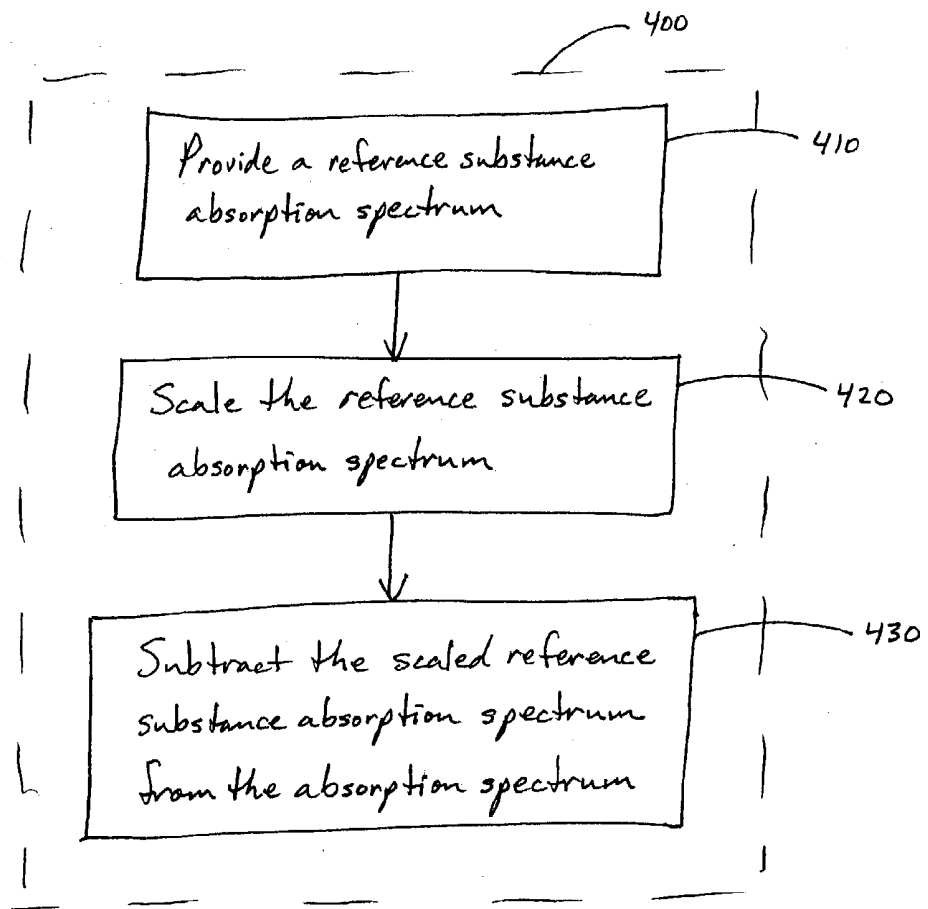 400
Provide a reference substance
absorption spectrum
410
Scale the reference substance
absorption spectrum
420
Subtract the scaled reference
substance absorption spectrum
from the absorption spectrum
430